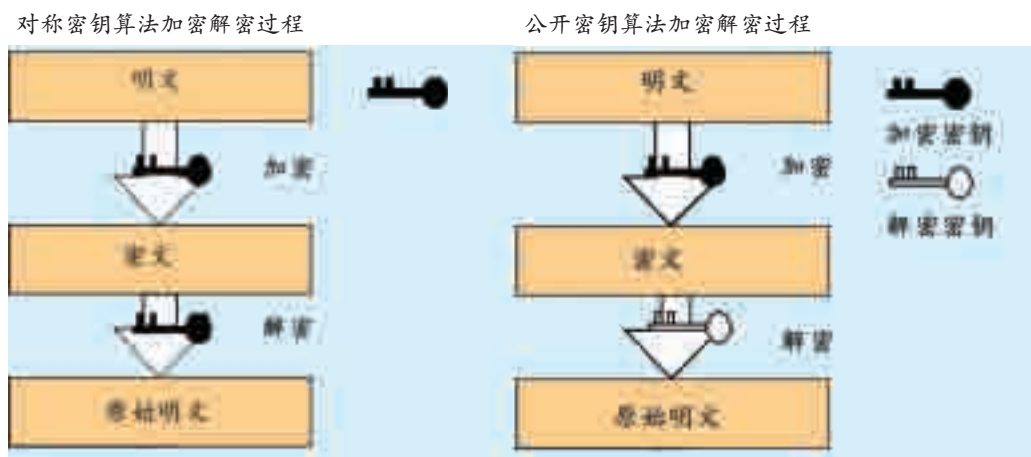 对称密钥算法加密解密过程
明文
加密
密文
解密
原始明文
公开密钥算法加密解密过程
明文
加密
密文
解密
原始明文
加密密钥
解密密钥